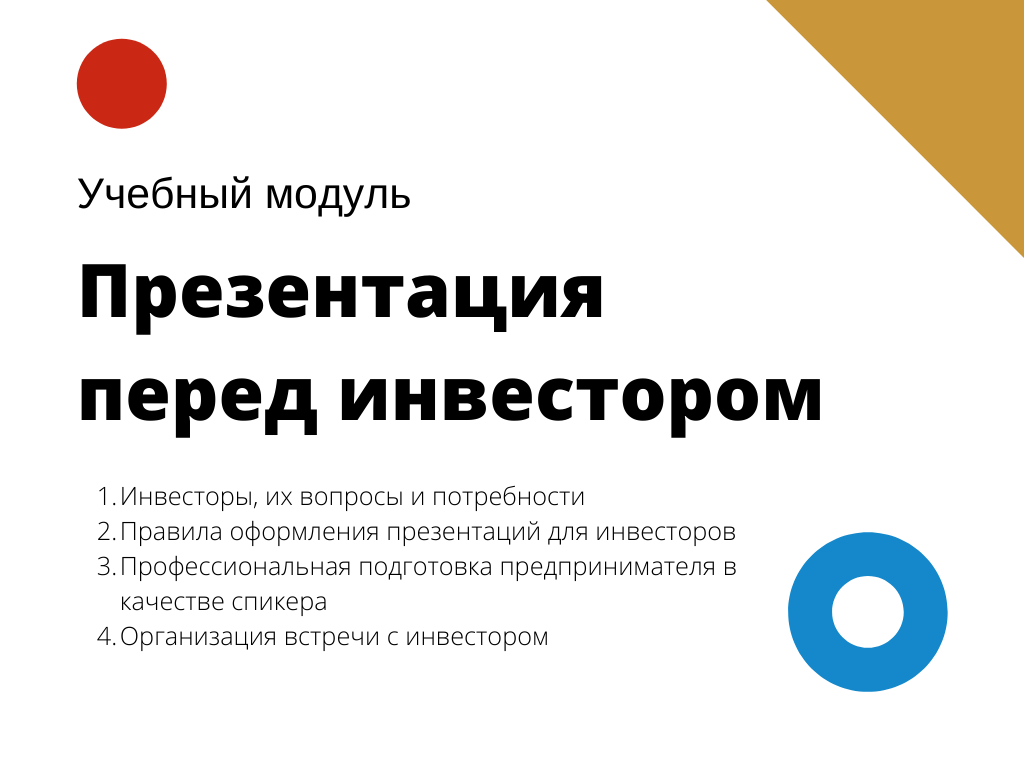 Учебный модуль
Презентация
перед инвестором
1. Инвесторы, их вопросы и потребности
2. Правила оформления презентаций для инвесторов
3. Профессиональная подготовка предпринимателя в
качестве спикера
4. Организация встречи с инвестором